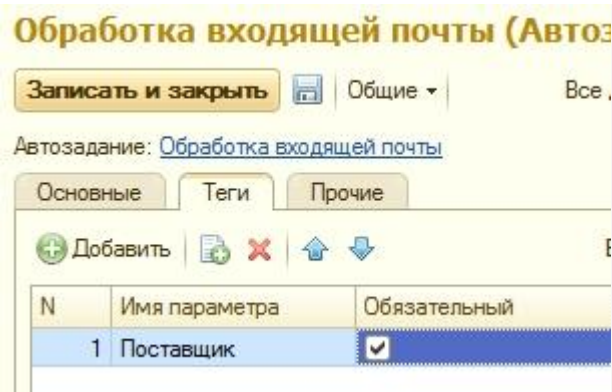 Обработка входящей почты (Автоз
Записать и закрыть Общие Все
Автозадание: Обработка входящей почты
Основные Теги Прочие
Добавить
N Имя параметра Обязательный
1 Поставщик